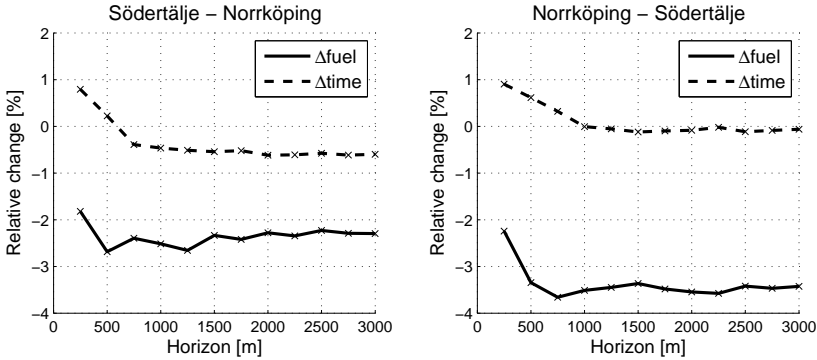 Södertälje − Norrköping
2
1
0
−1
−2
−3
−4
Relative change [%]
Δfuel
Δtime
0 500 1000 1500 2000 2500 3000
Horizon [m]
Norrköping − Södertälje
2
1
0
−1
−2
−3
−4
Relative change [%]
Δfuel
Δtime
0 500 1000 1500 2000 2500 3000
Horizon [m]